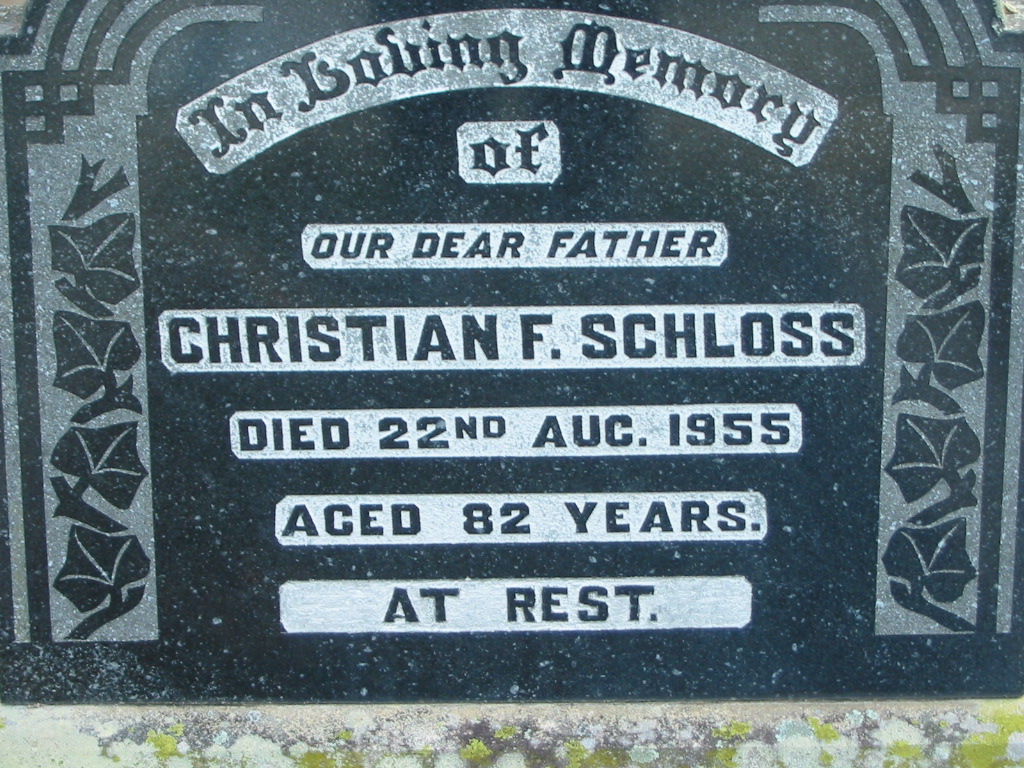 In Loving Memory
of
OUR DEAR FATHER
CHRISTIAN F. SCHLOSS
DIED 22ND AUG. 1955
AGED 82 YEARS.
AT REST.